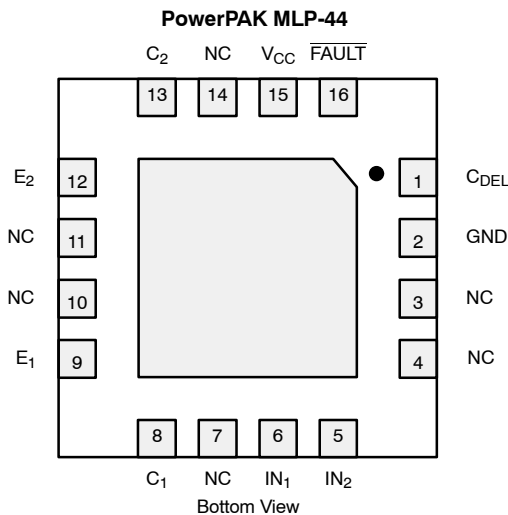 PowerPAK MLP-44
C2 NC VCC F̅A̅U̅L̅T̅
13 14 15 16
E2 12 1 CDEL
NC 11 2 GND
NC 10 3 NC
E1 9 4 NC
8 7 6 5
C1 NC IN1 IN2
Bottom View